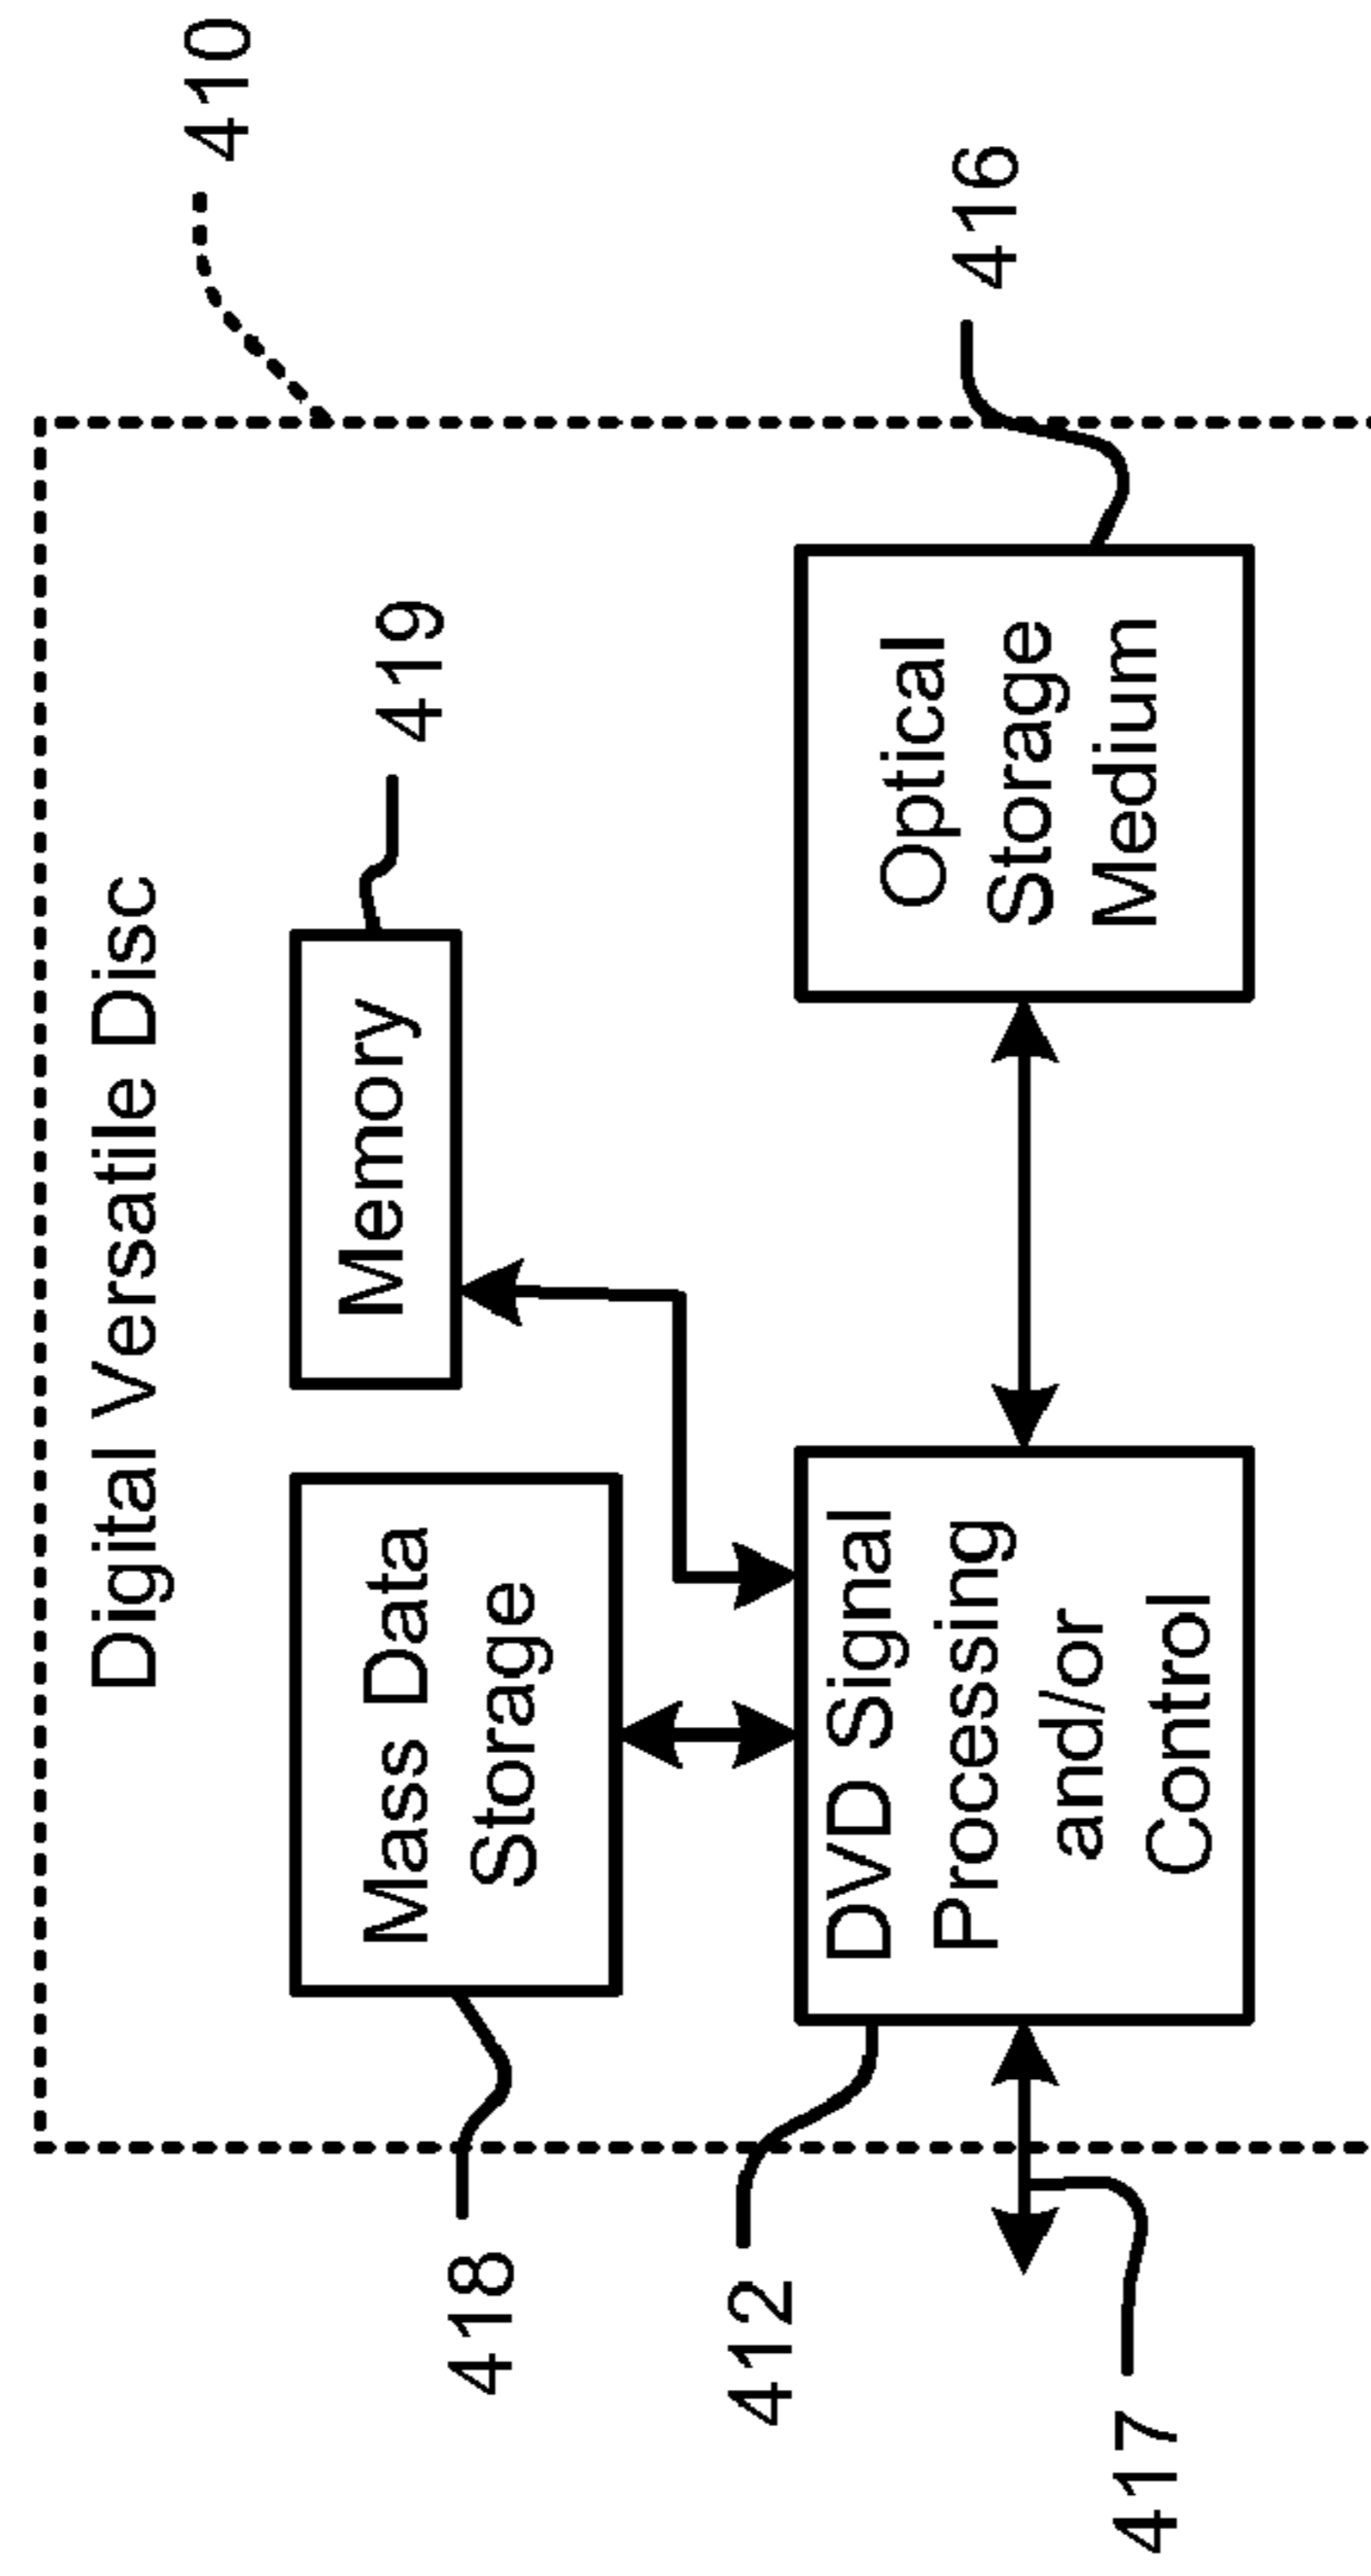 410
Digital Versatile Disc
419
Memory
418
Mass Data
Storage
416
Optical
Storage
Medium
412
DVD Signal
Processing
and/or
Control
417